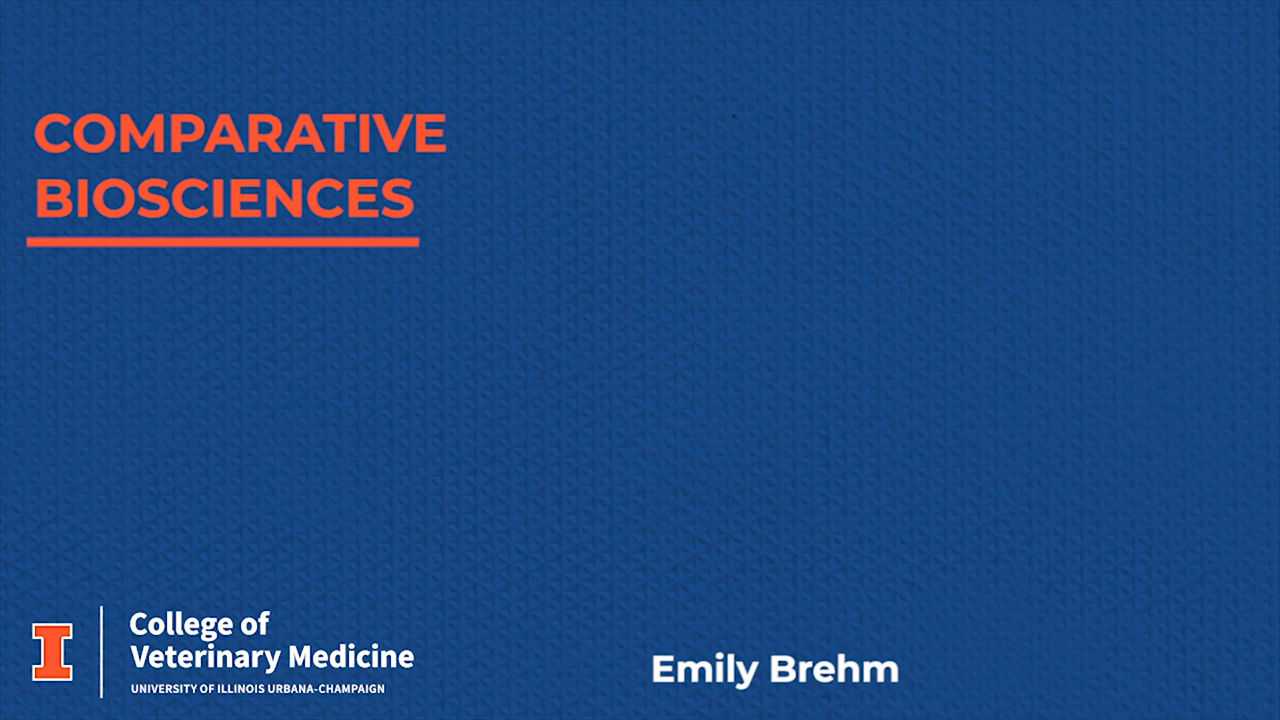 COMPARATIVE
BIOSCIENCES
I
College of
Veterinary Medicine
UNIVERSITY OF ILLINOIS URBANA-CHAMPAIGN
Emily Brehm